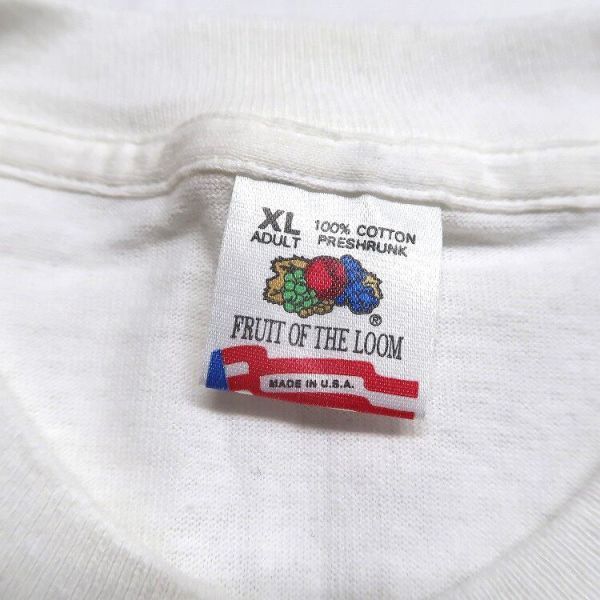 XL 100% COTTON
ADULT PRESHRUNK
®
FRUIT OF THE LOOM
MADE IN U.S.A.